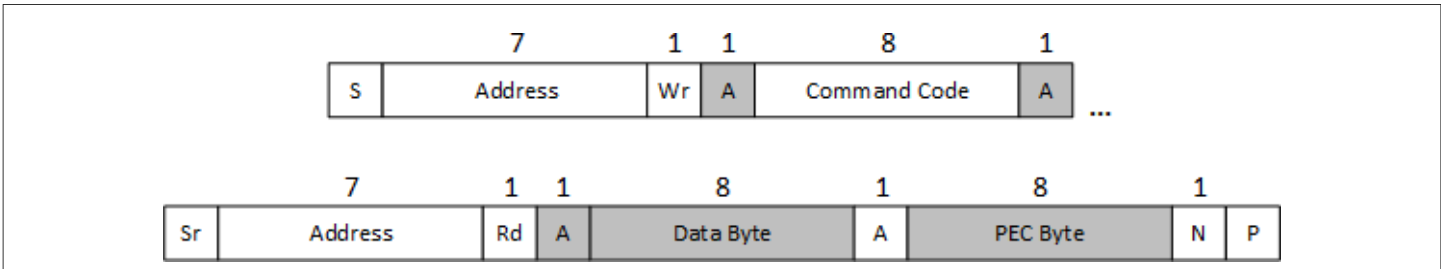 7 1 1 8 1
S Address Wr A Command Code A ...
7 1 1 8 1 8 1
Sr Address Rd A Data Byte A PEC Byte N P